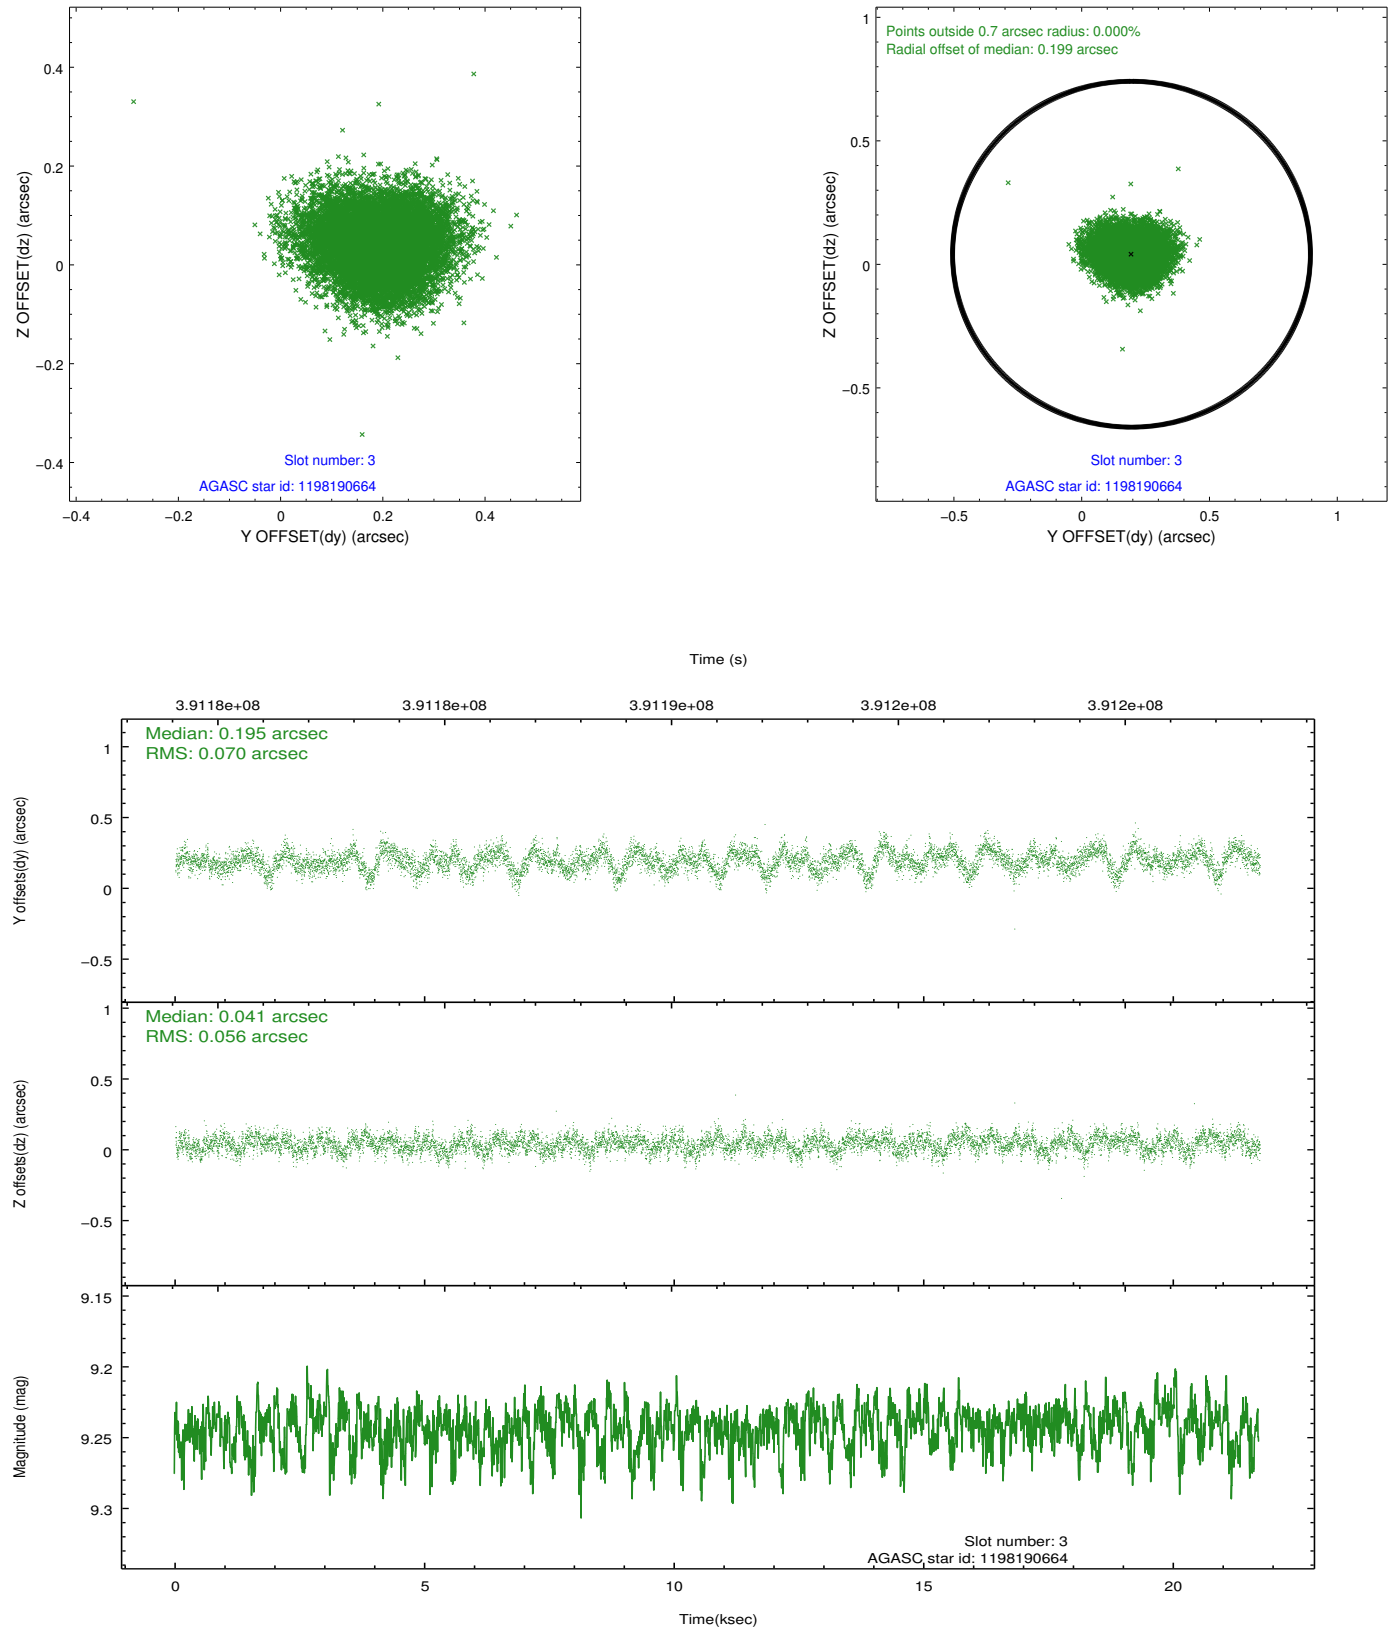 0.4
0.2
0
−0.2
−0.4
−0.4
−0.2
0
0.2
0.4
Z OFFSET(dz) (arcsec)
Y OFFSET(dy) (arcsec)
Slot number: 3
AGASC star id: 1198190664
Points outside 0.7 arcsec radius: 0.000%
Radial offset of median: 0.199 arcsec
1
0.5
0
−0.5
−0.5
0
0.5
1
Z OFFSET(dz) (arcsec)
Y OFFSET(dy) (arcsec)
Slot number: 3
AGASC star id: 1198190664
Time (s)
3.9118e+08
3.9118e+08
3.9119e+08
3.912e+08
3.912e+08
Median: 0.195 arcsec
RMS: 0.070 arcsec
1
0.5
0
−0.5
Y offsets(dy) (arcsec)
Median: 0.041 arcsec
RMS: 0.056 arcsec
1
0.5
0
−0.5
Z offsets(dz) (arcsec)
9.15
9.2
9.25
9.3
Magnitude (mag)
Slot number: 3
AGASC star id: 1198190664
0
5
10
15
20
Time(ksec)